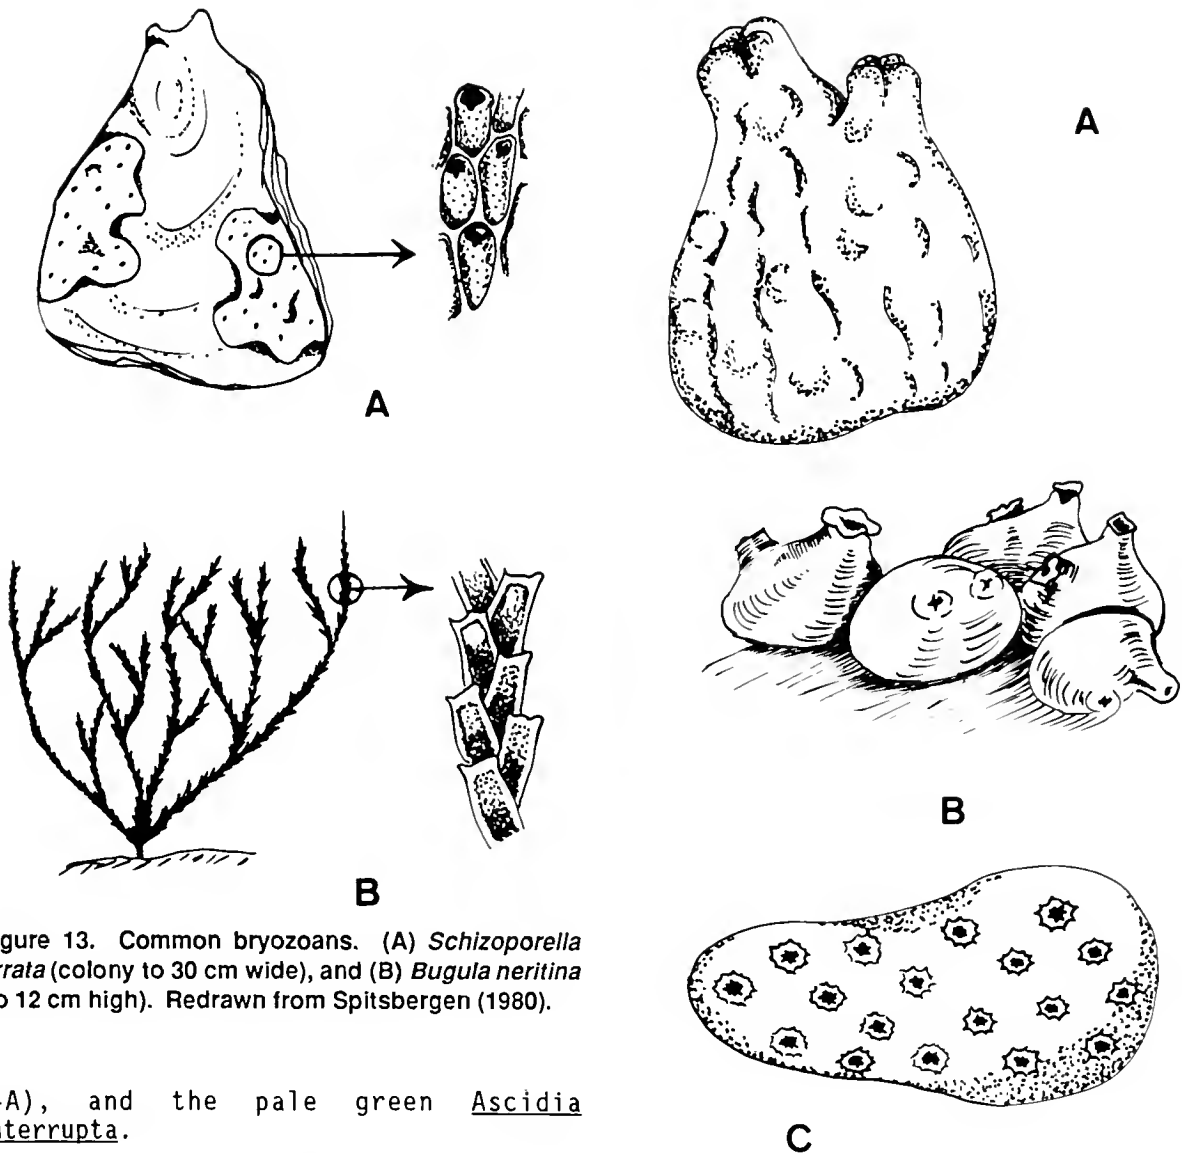 A
A
B
B
gure 13. Common bryozoans. (A) Schizoporella
rrata (colony to 30 cm wide), and (B) Bugula neritina
o 12 cm high). Redrawn from Spitsbergen (1980).
-A), and the pale green Ascidia
nterrupta.
C